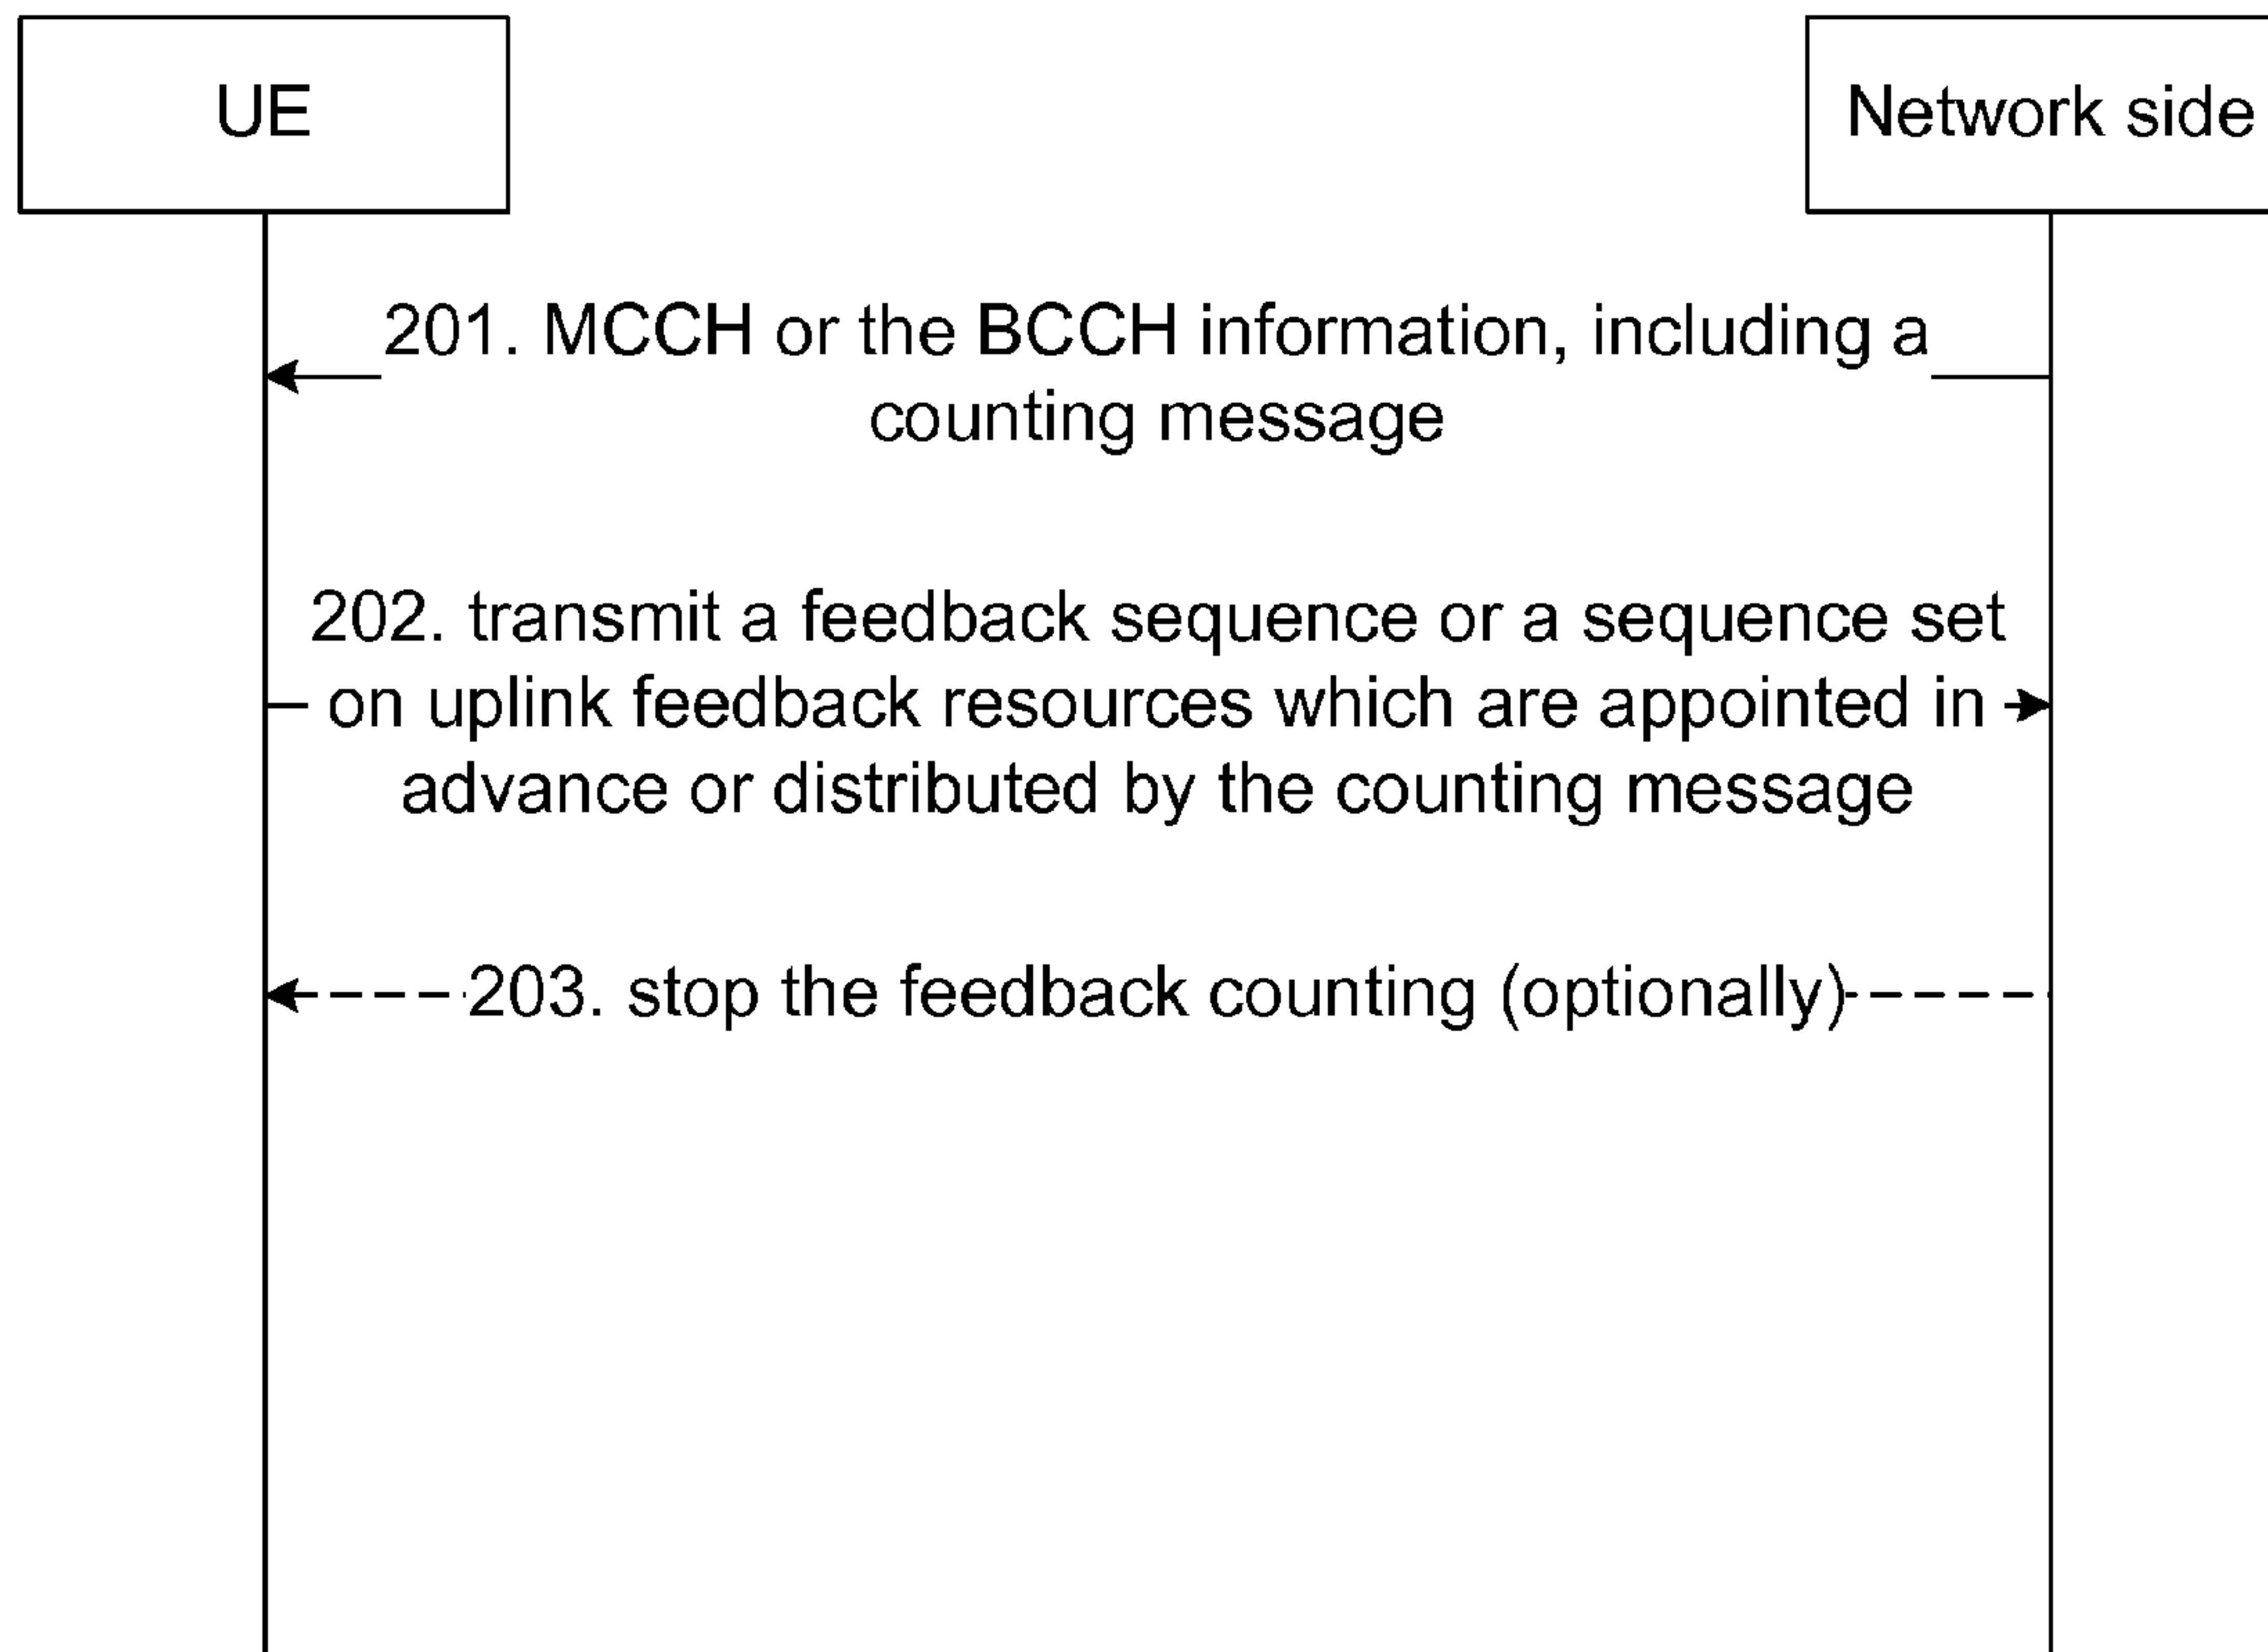 UE
Network side
201. MCCH or the BCCH information, including a
counting message
202. transmit a feedback sequence or a sequence set
on uplink feedback resources which are appointed in
advance or distributed by the counting message
203. stop the feedback counting (optionally)